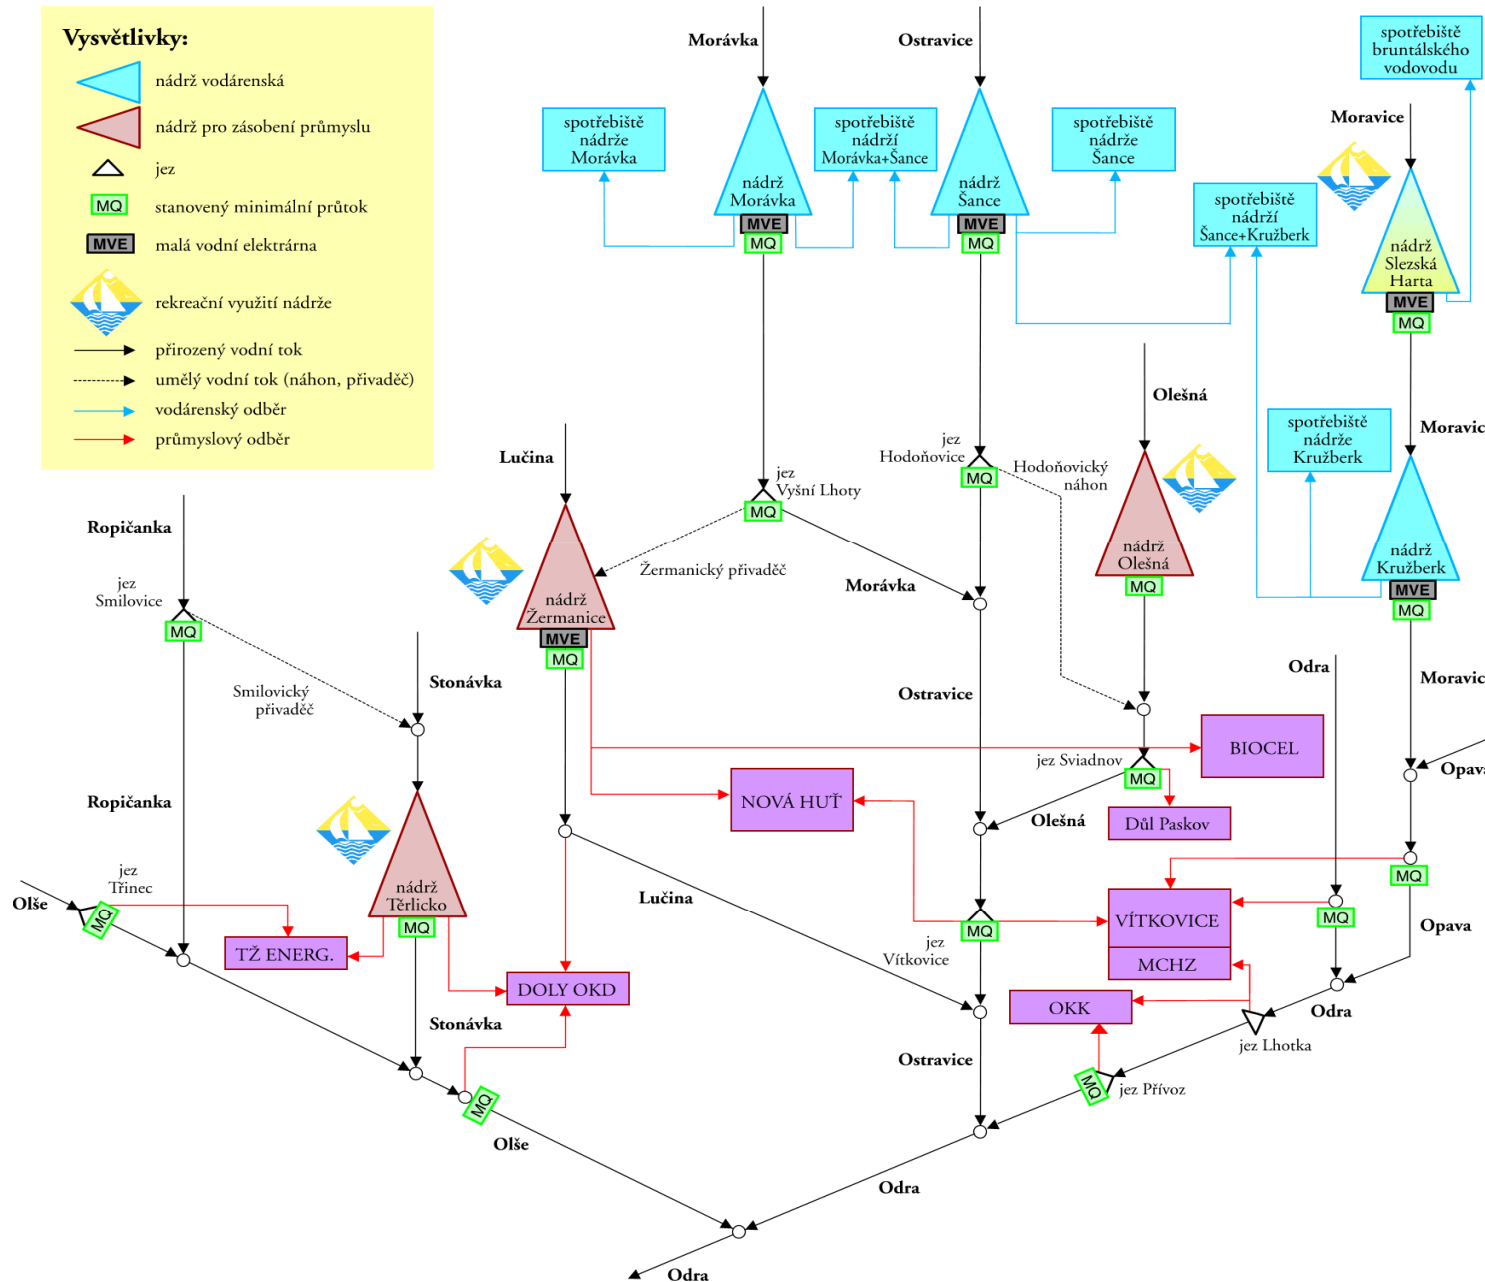 Vysvětlivky:
nádrž vodárenská
nádrž pro zásobení průmyslu
jez
MQ
stanovený minimální průtok
MVE
malá vodní elektrárna
rekreační využití nádrže
přirozený vodní tok
umělý vodní tok (náhon, přivaděč)
vodárenský odběr
průmyslový odběr
Morávka
Ostravice
spotřebiště
bruntálského
vodovodu
spotřebiště
nádrže
Morávka
spotřebiště
nádrží
Morávka+Šance
spotřebiště
nádrže
Šance
Moravice
nádrž
Morávka
MVE
MQ
nádrž
Šance
MVE
MQ
spotřebiště
nádrží
Šance+Kružberk
nádrž
Slezská
Harta
MVE
MQ
Olešná
Moravic
spotřebiště
nádrže
Kružberk
Lučina
jez
Vyšní Lhoty
MQ
jez
Hodoňovice
MQ
Hodoňovický
náhon
Ropičanka
jez
Smilovice
MQ
Žermanický přivaděč
Morávka
nádrž
Olešná
MQ
nádrž
Kružberk
MVE
MQ
nádrž
Žermanice
MVE
MQ
Stonávka
Smilovický
přivaděč
Ostravice
Odra
Moravic
BIOCEL
jez Sviadnov
MQ
Opava
Ropičanka
NOVÁ HUŤ
Olešná
Důl Paskov
jez
Třinec
MQ
Olše
nádrž
Těrlicko
MQ
Lučina
MQ
jez
Vítkovice
VÍTKOVICE
MCHZ
MQ
MQ
Opava
TŽ ENERG.
DOLY OKD
OKK
Odra
Stonávka
jez Lhotka
Ostravice
MQ
jez Přívoz
MQ
Olše
Odra
Odra